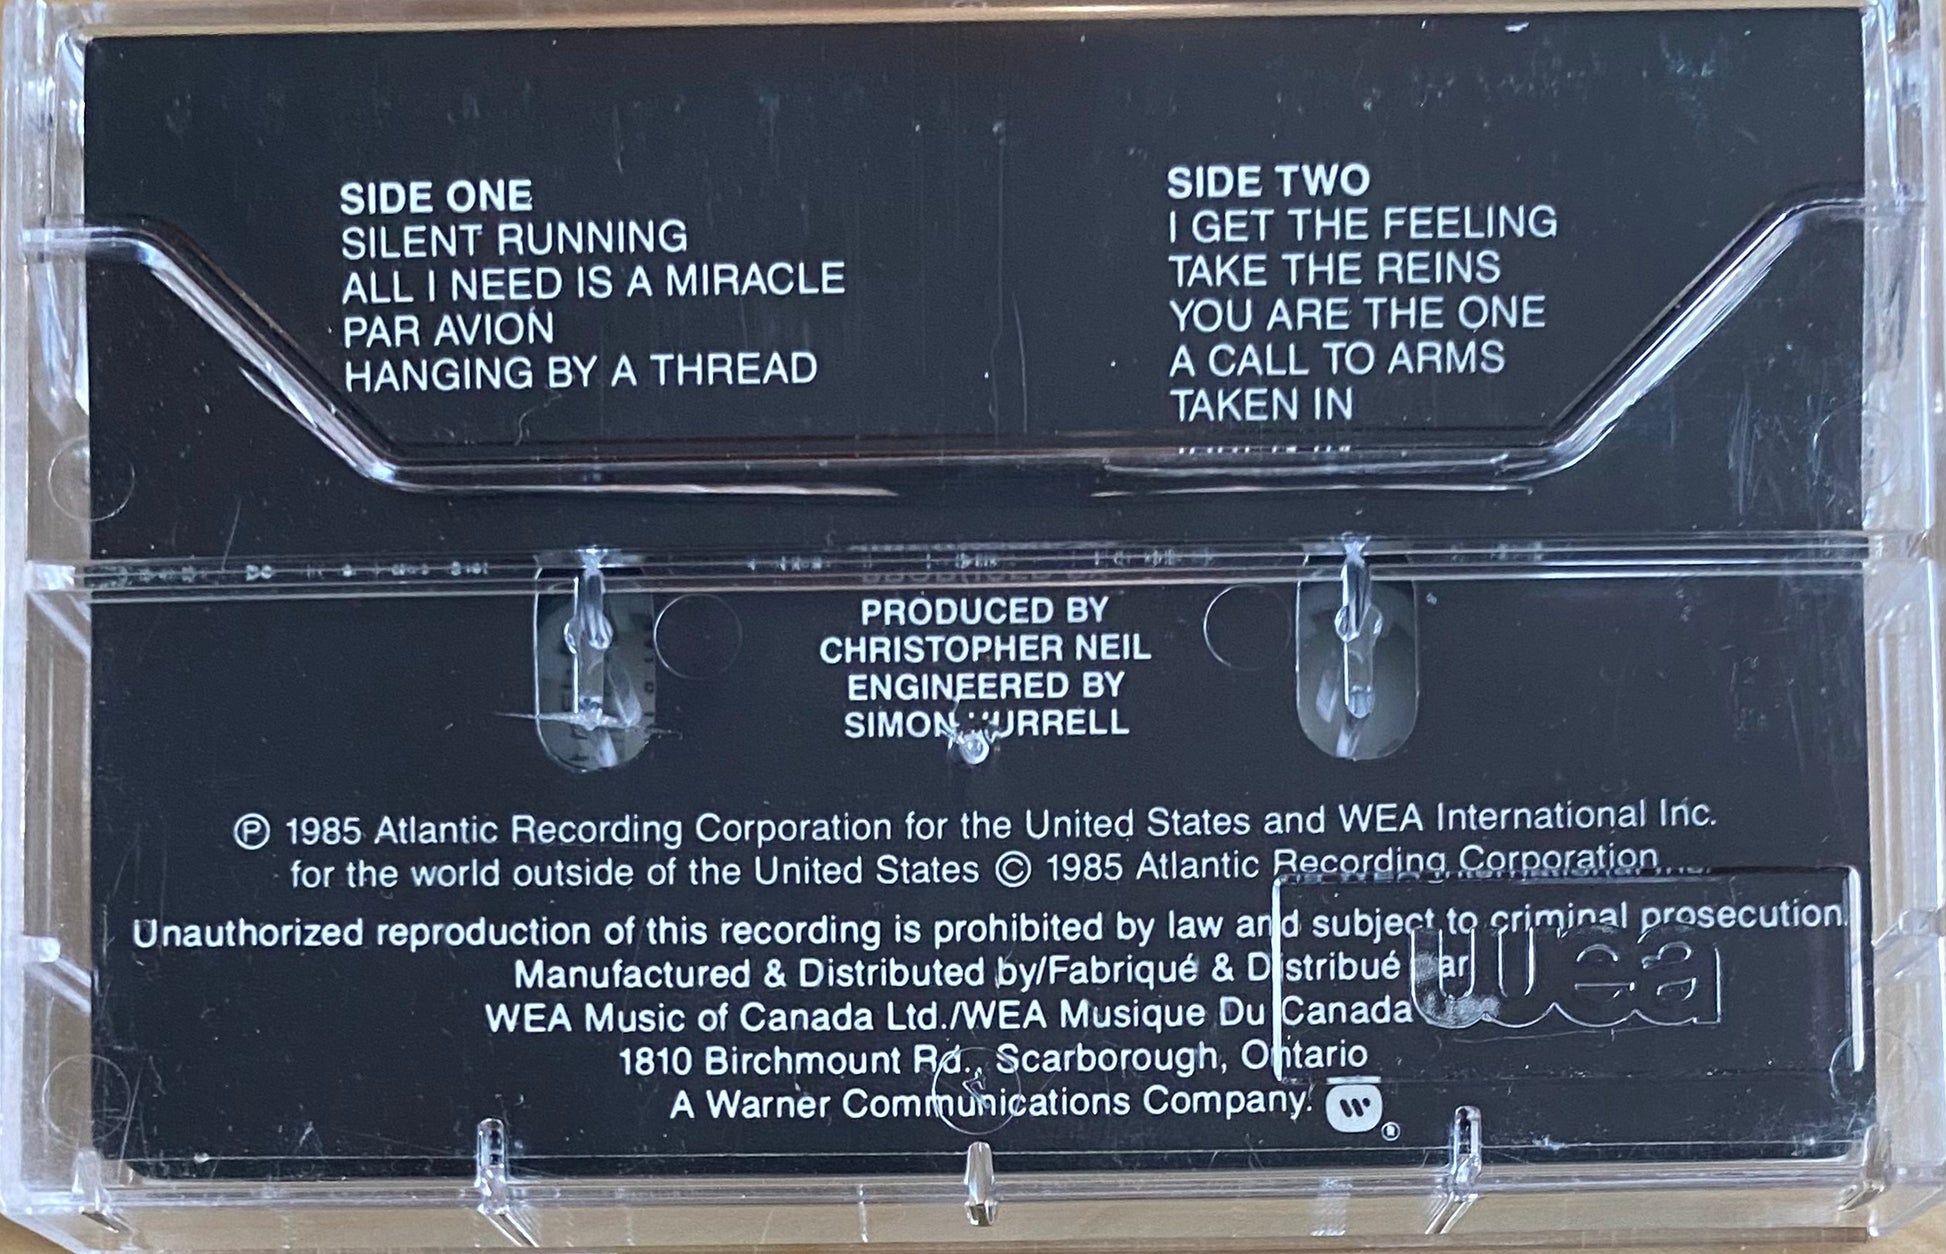 SIDE ONE
SILENT RUNNING
ALL I NEED IS A MIRACLE
PAR AVION
HANGING BY A THREAD
SIDE TWO
I GET THE FEELING
TAKE THE REINS
YOU ARE THE ONE
A CALL TO ARMS
TAKEN IN
PRODUCED BY
CHRISTOPHER NEIL
ENGINEERED BY
SIMON
℗ 1985 Atlantic Recording Corporation for the United States and WEA International Inc.
for the world outside of the United States © 1985 Atlantic Recording Corporation
Unauthorized reproduction of this recording is prohibited by law and subject to criminal prosecution.
Manufactured & Distributed by/Fabriqué & Distribué par
WEA Music of Canada Ltd./WEA Musique Du Canada
wea
1810 Birchmount Rd., Scarborough, Ontario
A Warner Communications Company.
®